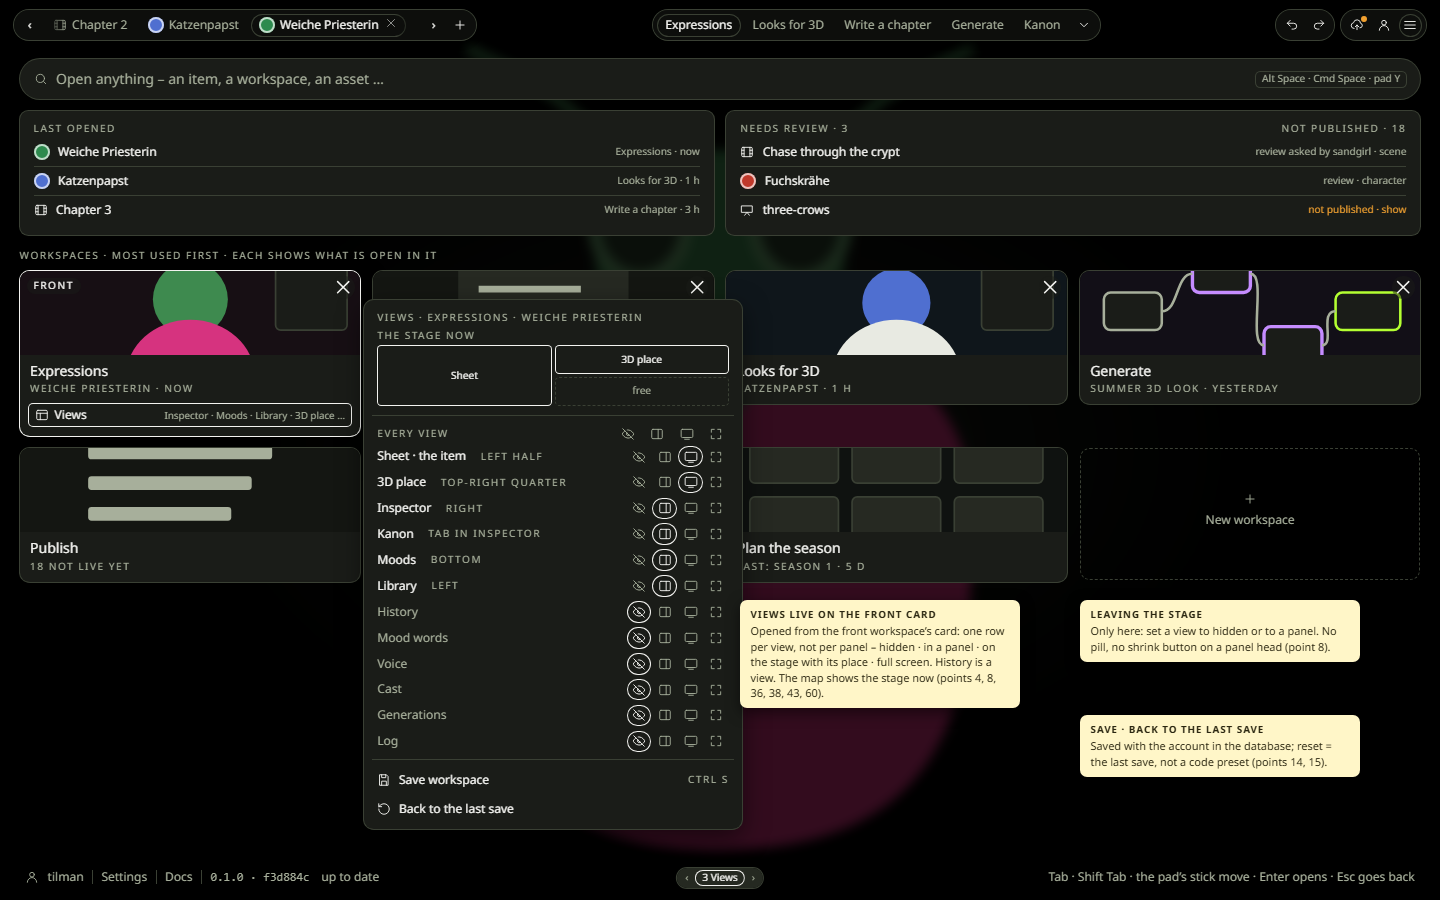 Chapter 2
Katzenpapst
Weiche Priesterin
Expressions
Looks for 3D
Write a chapter
Generate
Kanon
Open anything – an item, a workspace, an asset ...
Alt Space · Cmd Space · pad Y
LAST OPENED
Weiche Priesterin
Expressions · now
Katzenpapst
Looks for 3D · 1 h
Chapter 3
Write a chapter · 3 h
NEEDS REVIEW · 3
NOT PUBLISHED · 18
Chase through the crypt
review asked by sandgirl · scene
Fuchskrähe
review · character
three-crows
not published · show
WORKSPACES · MOST USED FIRST · EACH SHOWS WHAT IS OPEN IN IT
FRONT
Expressions
WEICHE PRIESTERIN · NOW
Views
Inspector · Moods · Library · 3D place ...
VIEWS · EXPRESSIONS · WEICHE PRIESTERIN
THE STAGE NOW
Sheet
3D place
free
EVERY VIEW
Sheet · the item LEFT HALF
3D place TOP-RIGHT QUARTER
Inspector RIGHT
Kanon TAB IN INSPECTOR
Moods BOTTOM
Library LEFT
History
Mood words
Voice
Cast
Generations
Log
Save workspace
CTRL S
Back to the last save
ooks for 3D
ATZENPAPST · 1 H
Generate
SUMMER 3D LOOK · YESTERDAY
Publish
18 NOT LIVE YET
Plan the season
AST: SEASON 1 · 5 D
+
New workspace
VIEWS LIVE ON THE FRONT CARD
Opened from the front workspace's card: one row
per view, not per panel – hidden · in a panel · on
the stage with its place · full screen. History is a
view. The map shows the stage now (points 4, 8,
36, 38, 43, 60).
LEAVING THE STAGE
Only here: set a view to hidden or to a panel. No
pill, no shrink button on a panel head (point 8).
SAVE · BACK TO THE LAST SAVE
Saved with the account in the database; reset =
the last save, not a code preset (points 14, 15).
tilman
Settings
Docs
0.1.0 · f3d884c
up to date
‹ 3 Views ›
Tab · Shift Tab · the pad's stick move · Enter opens · Esc goes back